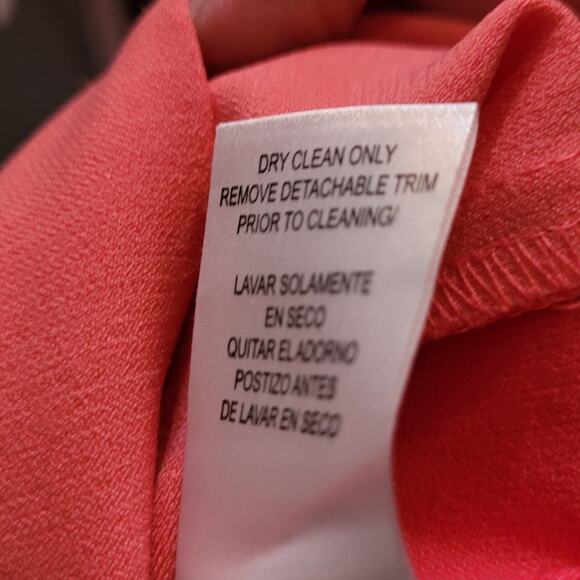 DRY CLEAN ONLY
REMOVE DETACHABLE TRIM
PRIOR TO CLEANING/
LAVAR SOLAMENTE
EN SECO
QUITAR EL ADORNO
POSTIZO ANTES
DE LAVAR EN SECO